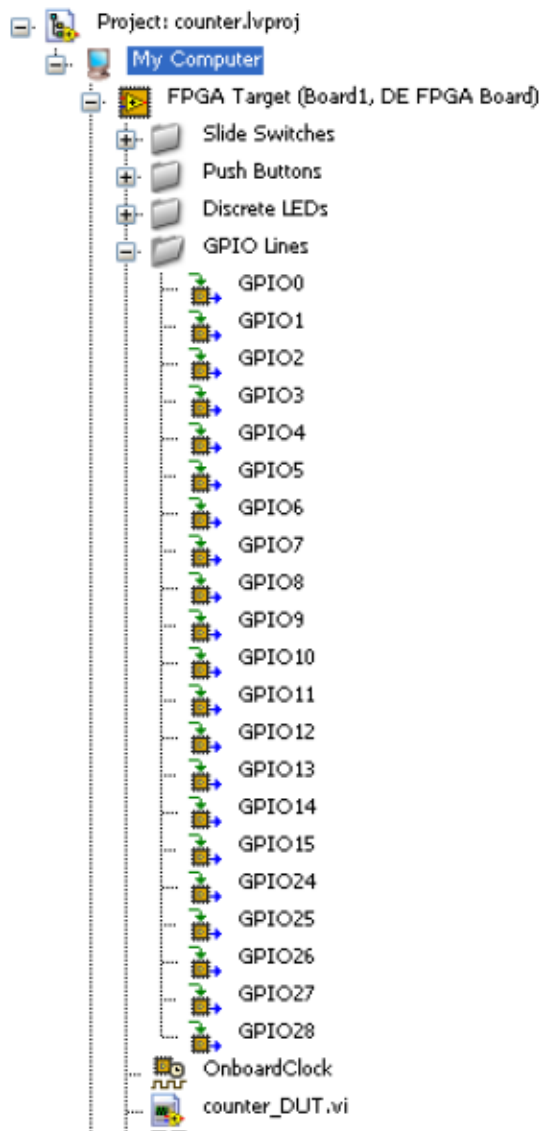 Project: counter.lvproj
My Computer
FPGA Target (Board1, DE FPGA Board)
Slide Switches
Push Buttons
Discrete LEDs
GPIO Lines
GPIO0
GPIO1
GPIO2
GPIO3
GPIO4
GPIO5
GPIO6
GPIO7
GPIO8
GPIO9
GPIO10
GPIO11
GPIO12
GPIO13
GPIO14
GPIO15
GPIO24
GPIO25
GPIO26
GPIO27
GPIO28
OnboardClock
counter_DUT.vi